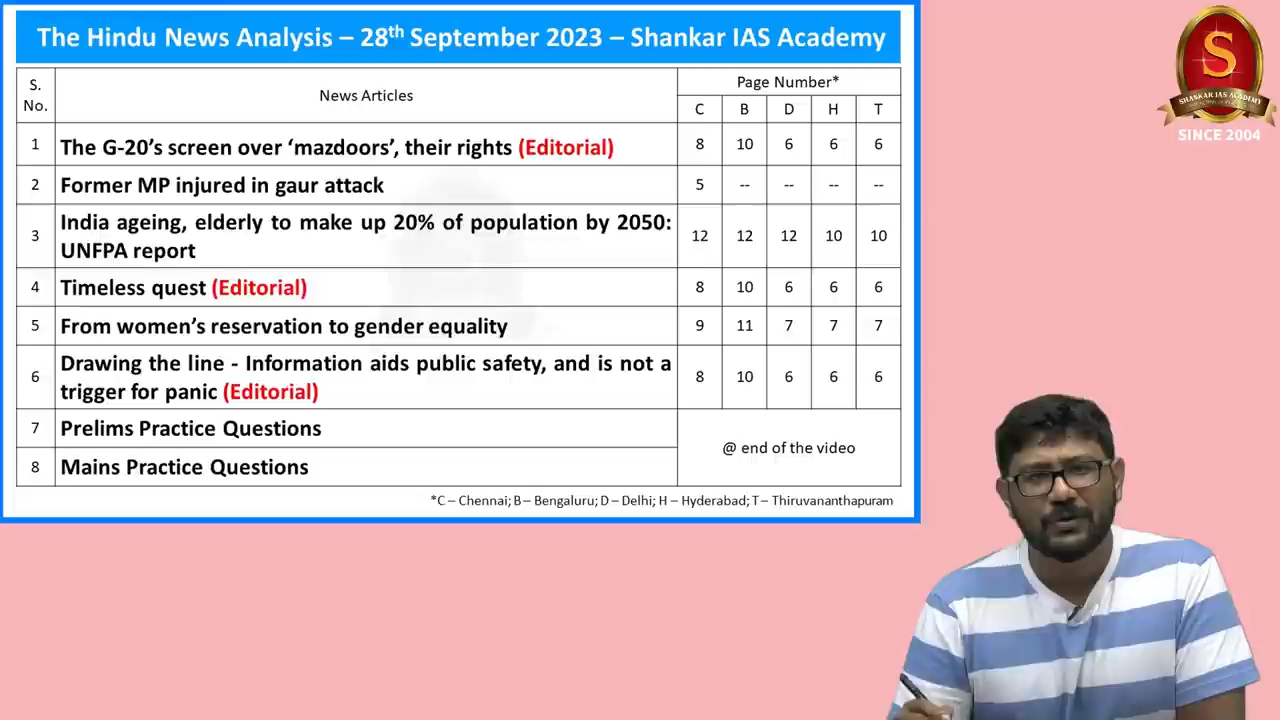 The Hindu News Analysis – 28th September 2023 – Shankar IAS Academy
S. No. News Articles Page Number*
C B D H T
1 The G-20's screen over 'mazdoors', their rights (Editorial) 8 10 6 6 6
2 Former MP injured in gaur attack 5 -- -- -- --
3 India ageing, elderly to make up 20% of population by 2050:
UNFPA report 12 12 12 10 10
4 Timeless quest (Editorial) 8 10 6 6 6
5 From women's reservation to gender equality 9 11 7 7 7
6 Drawing the line - Information aids public safety, and is not a
trigger for panic (Editorial) 8 10 6 6 6
7 Prelims Practice Questions
@ end of the video
8 Mains Practice Questions
*C – Chennai; B – Bengaluru; D – Delhi; H – Hyderabad; T – Thiruvananthapuram
S
SHANKAR IAS ACADEMY
SINCE 2004